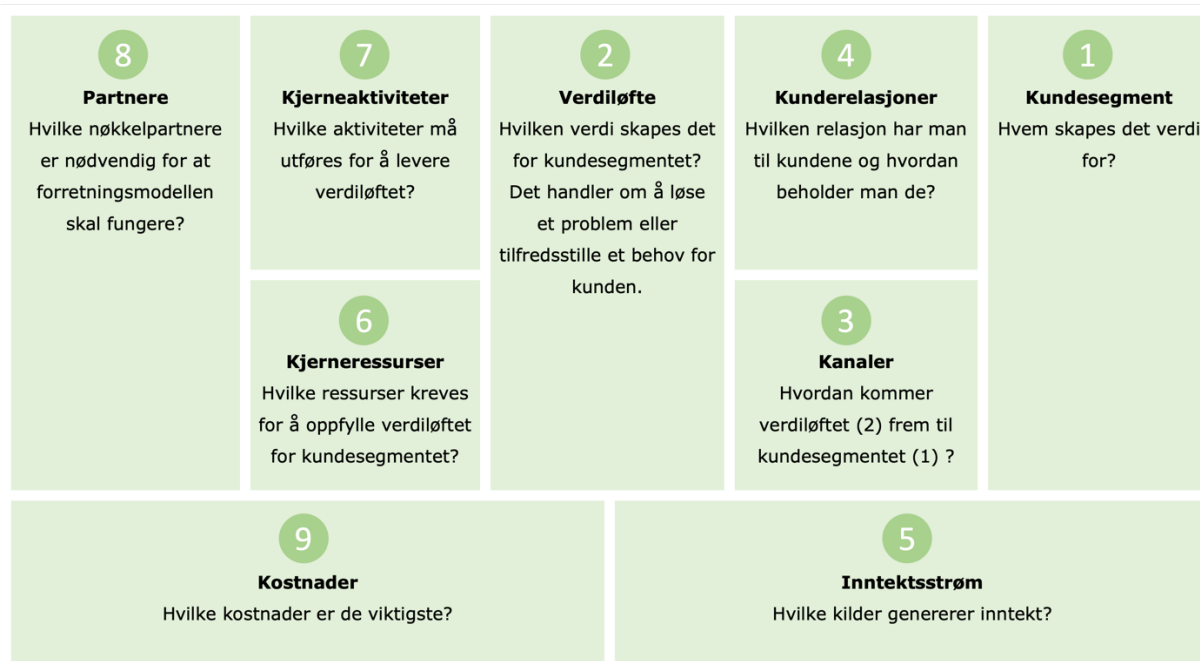 8
Partnere
Hvilke nøkkelpartnere
er nødvendig for at
forretningsmodellen
skal fungere?
7
Kjerneaktiviteter
Hvilke aktiviteter må
utføres for å levere
verdiløftet?
6
Kjerneressurser
Hvilke ressurser kreves
for å oppfylle verdiløftet
for kundesegmentet?
2
Verdiløfte
Hvilken verdi skapes det
for kundesegmentet?
Det handler om å løse
et problem eller
tilfredsstille et behov for
kunden.
4
Kunderelasjoner
Hvilken relasjon har man
til kundene og hvordan
beholder man de?
3
Kanaler
Hvordan kommer
verdiløftet (2) frem til
kundesegmentet (1) ?
1
Kundesegment
Hvem skapes det verdi
for?
9
Kostnader
Hvilke kostnader er de viktigste?
5
Inntektsstrøm
Hvilke kilder genererer inntekt?